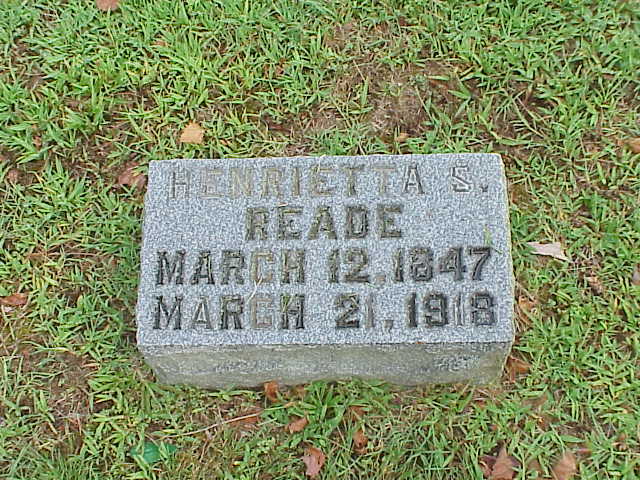 HENRIETTA S.
READE
MARCH 12, 1847
MARCH 21, 1918